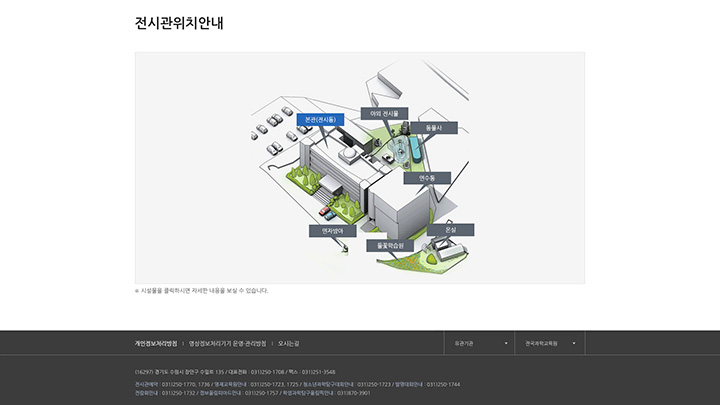 전시관위치안내
본관(전시동)
야외 전시물
동물사
연수동
연자방아
들꽃학습원
온실
※ 시설물을 클릭하시면 자세한 내용을 보실 수 있습니다.
개인정보처리방침 | 영상정보처리기기 운영·관리방침 | 오시는길
유관기관
전국과학교육원
(16297) 경기도 수원시 장안구 수일로 135 / 대표전화 : 031)250-1708 / 팩스 : 031)251-3548
전시관예약 : 031)250-1770, 1736 / 영재교육원안내 : 031)250-1723, 1725 / 청소년과학탐구대회안내 : 031)250-1723 / 발명대회안내 : 031)250-1744
전람회안내 : 031)250-1732 / 정보올림피아드안내 : 031)250-1757 / 학생과학탐구올림픽안내 : 031)870-3901